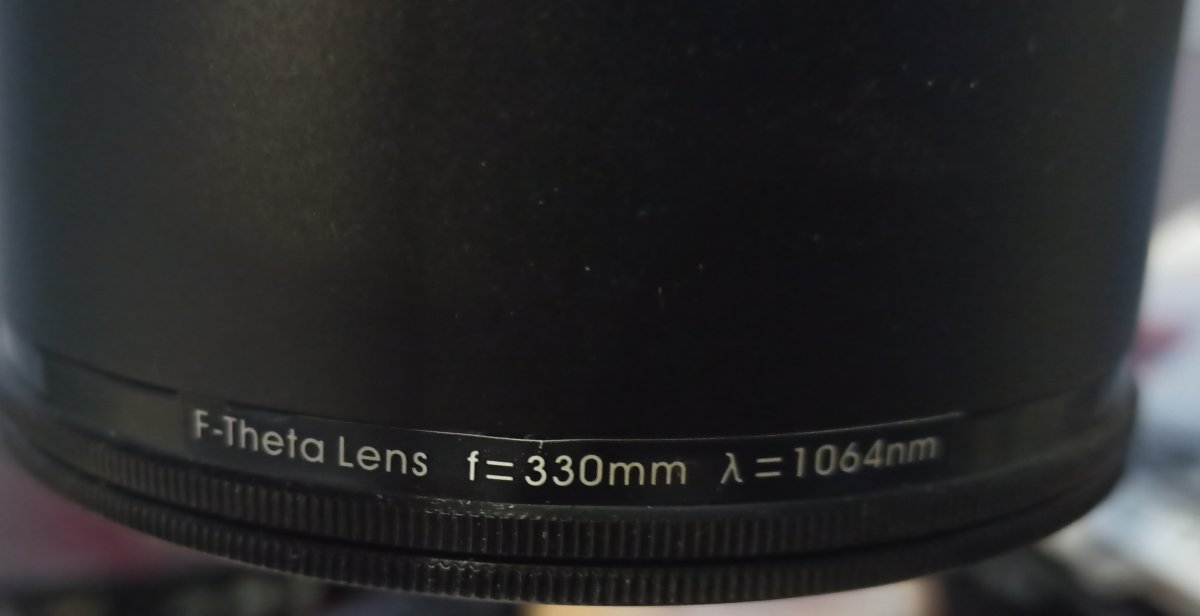 F-Theta Lens f=330mm λ=1064nm